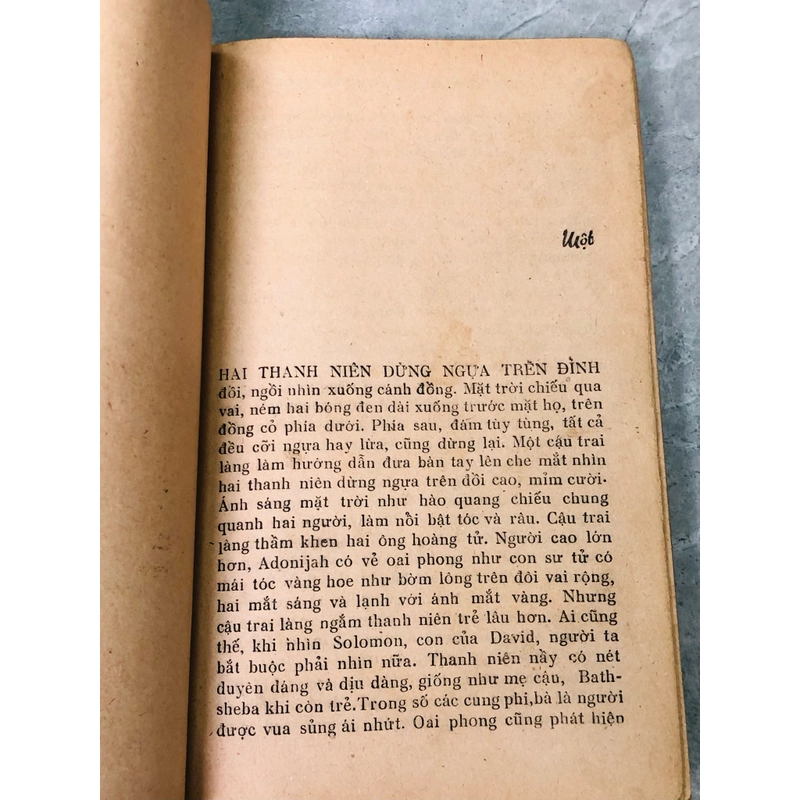 Một
HAI THANH NIÊN DỪNG NGỰA TRÊN ĐỈNH
đồi, ngồi nhìn xuống cánh đồng. Mặt trời chiếu qua
vai, ném hai bóng đen dài xuống trước mặt họ, trên
đồng cỏ phía dưới. Phía sau, đám tùy tùng, tất cả
đều cỡi ngựa hay lừa, cũng dừng lại. Một cậu trai
làng làm hướng dẫn đưa bàn tay lên che mắt nhìn
hai thanh niên dừng ngựa trên đồi cao, mỉm cười.
Ánh sáng mặt trời như hào quang chiếu chung
quanh hai người, làm nổi bật tóc và râu. Cậu trai
làng thầm khen hai ông hoàng tử. Người cao lớn
hơn, Adonijah có vẻ oai phong như con sư tử có
mái tóc vàng hoe như bờm lông trên đôi vai rộng,
hai mắt sáng và lạnh với ánh mắt vàng. Nhưng
cậu trai làng ngắm thanh niên trẻ lâu hơn. Ai cũng
thế, khi nhìn Solomon, con của David, người ta
bắt buộc phải nhìn nữa. Thanh niên nầy có nét
duyên dáng và dịu dàng, giống như mẹ cậu, Bath-
sheba khi còn trẻ.Trong số các cung phi,bà là người
được vua sủng ái nhứt. Oai phong cũng phát hiện